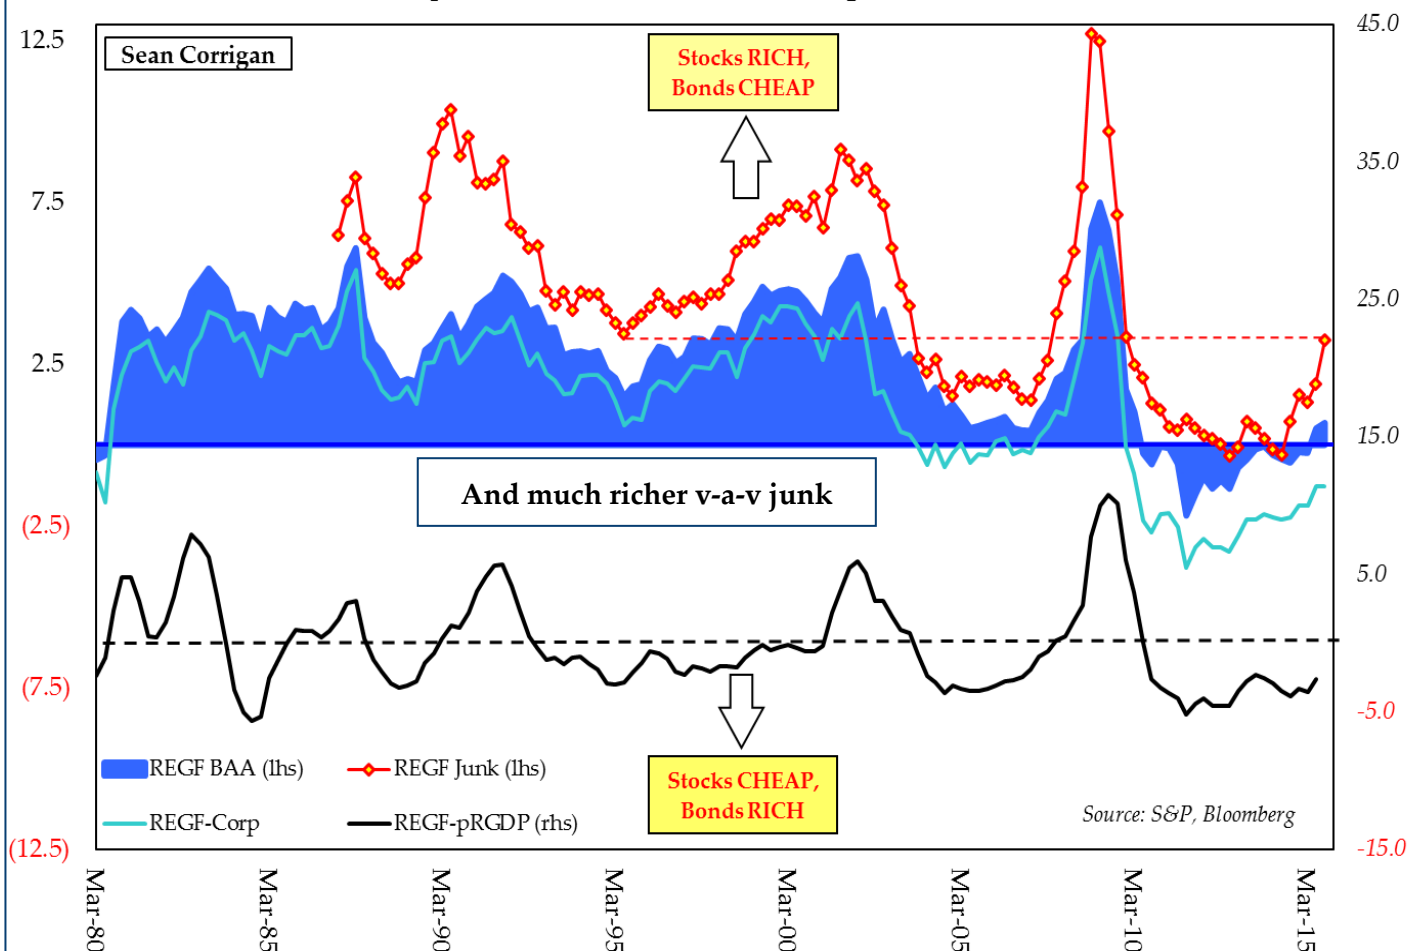 12.5
7.5
2.5
(2.5)
(7.5)
(12.5)
Sean Corrigan
Stocks RICH,
Bonds CHEAP
And much richer v-a-v junk
Stocks CHEAP,
Bonds RICH
REGF BAA (lhs)
REGF Junk (lhs)
REGF-Corp
REGF-pRGDP (rhs)
Source: S&P, Bloomberg
45.0
35.0
25.0
15.0
5.0
-5.0
-15.0
Mar-80
Mar-85
Mar-90
Mar-95
Mar-00
Mar-05
Mar-10
Mar-15